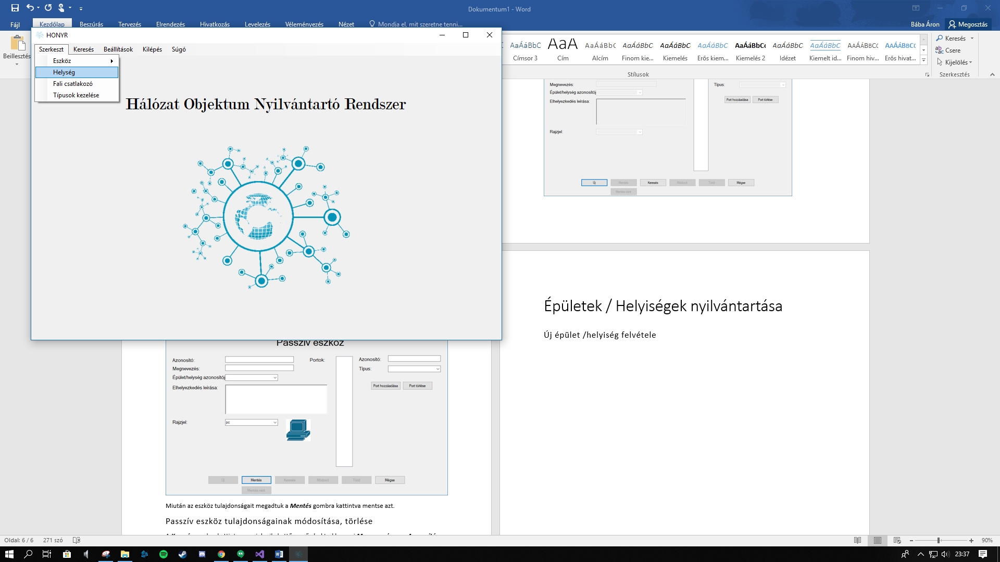 Dokumentum1 - Word
Fájl
Kezdőlap
Beszúrás
Tervezés
Elrendezés
Hivatkozás
Levelezés
Véleményezés
Nézet
Mondja el, mit szeretne tenni...
Bába Áron
Megosztás
Beillesztés
HONYR
Szerkeszt
Keresés
Beállítások
Kilépés
Súgó
Eszköz
Helység
Fali csatlakozó
Típusok kezelése
Hálózat Objektum Nyilvántartó Rendszer
AaÁáBbC
AaA
AaÁáBbC
AaÁáBbC
AaÁáBbC
AaÁáBbC
AaÁáBbC
AaÁáBbC
AaÁáBbC
AaÁáBbC
AaÁáBbC
Címsor 3
Cím
Alcím
Finom kie...
Kiemelés
Erős kiem...
Kiemelés 2
Idézet
Kiemelt id...
Finom hiv...
Erős hivat...
Stílusok
Keresés
Csere
Kijelölés
Szerkesztés
Megnevezés:
Épület/helység azonosítój
Elhelyezkedés leírása:
Rajzjel:
Típus:
Port hozzáadása
Port törlése
Új
Mentés
Keresés
Módosít
Töröl
Mégse
Mentés mint
Épületek / Helyiségek nyilvántartása
Új épület /helyiség felvétele
Passzív eszköz
Azonosító:
Megnevezés:
Épület/helység azonosítój
Elhelyezkedés leírása:
Rajzjel:
pc
Portok:
Azonosító:
Típus:
Port hozzáadása
Port törlése
Új
Mentés
Keresés
Módosít
Töröl
Mégse
Mentés mint
Miután az eszköz tulajdonságait megadtuk a Mentés gombra kattintva mentse azt.
Passzív eszköz tulajdonságainak módosítása, törlése
Oldal: 6 / 6
271 szó
90%
23:37